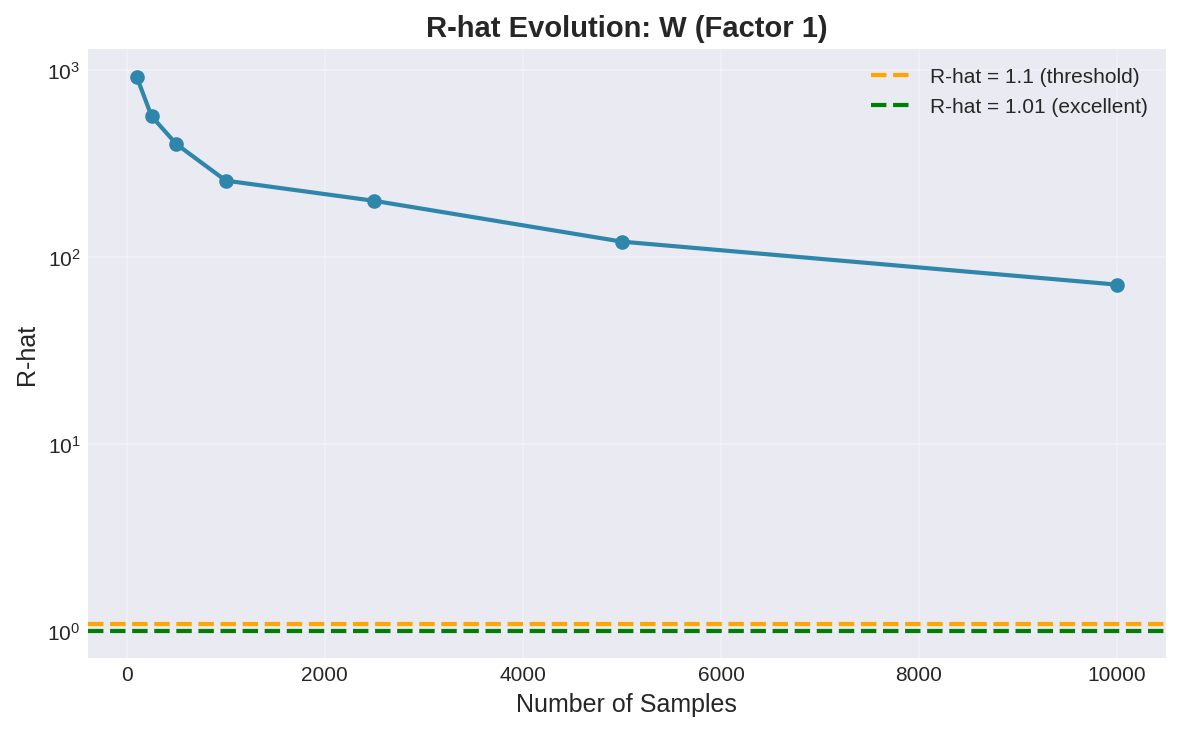 R-hat Evolution: W (Factor 1)
R-hat = 1.1 (threshold)
R-hat = 1.01 (excellent)
10³
10²
10¹
10⁰
R-hat
0 2000 4000 6000 8000 10000
Number of Samples